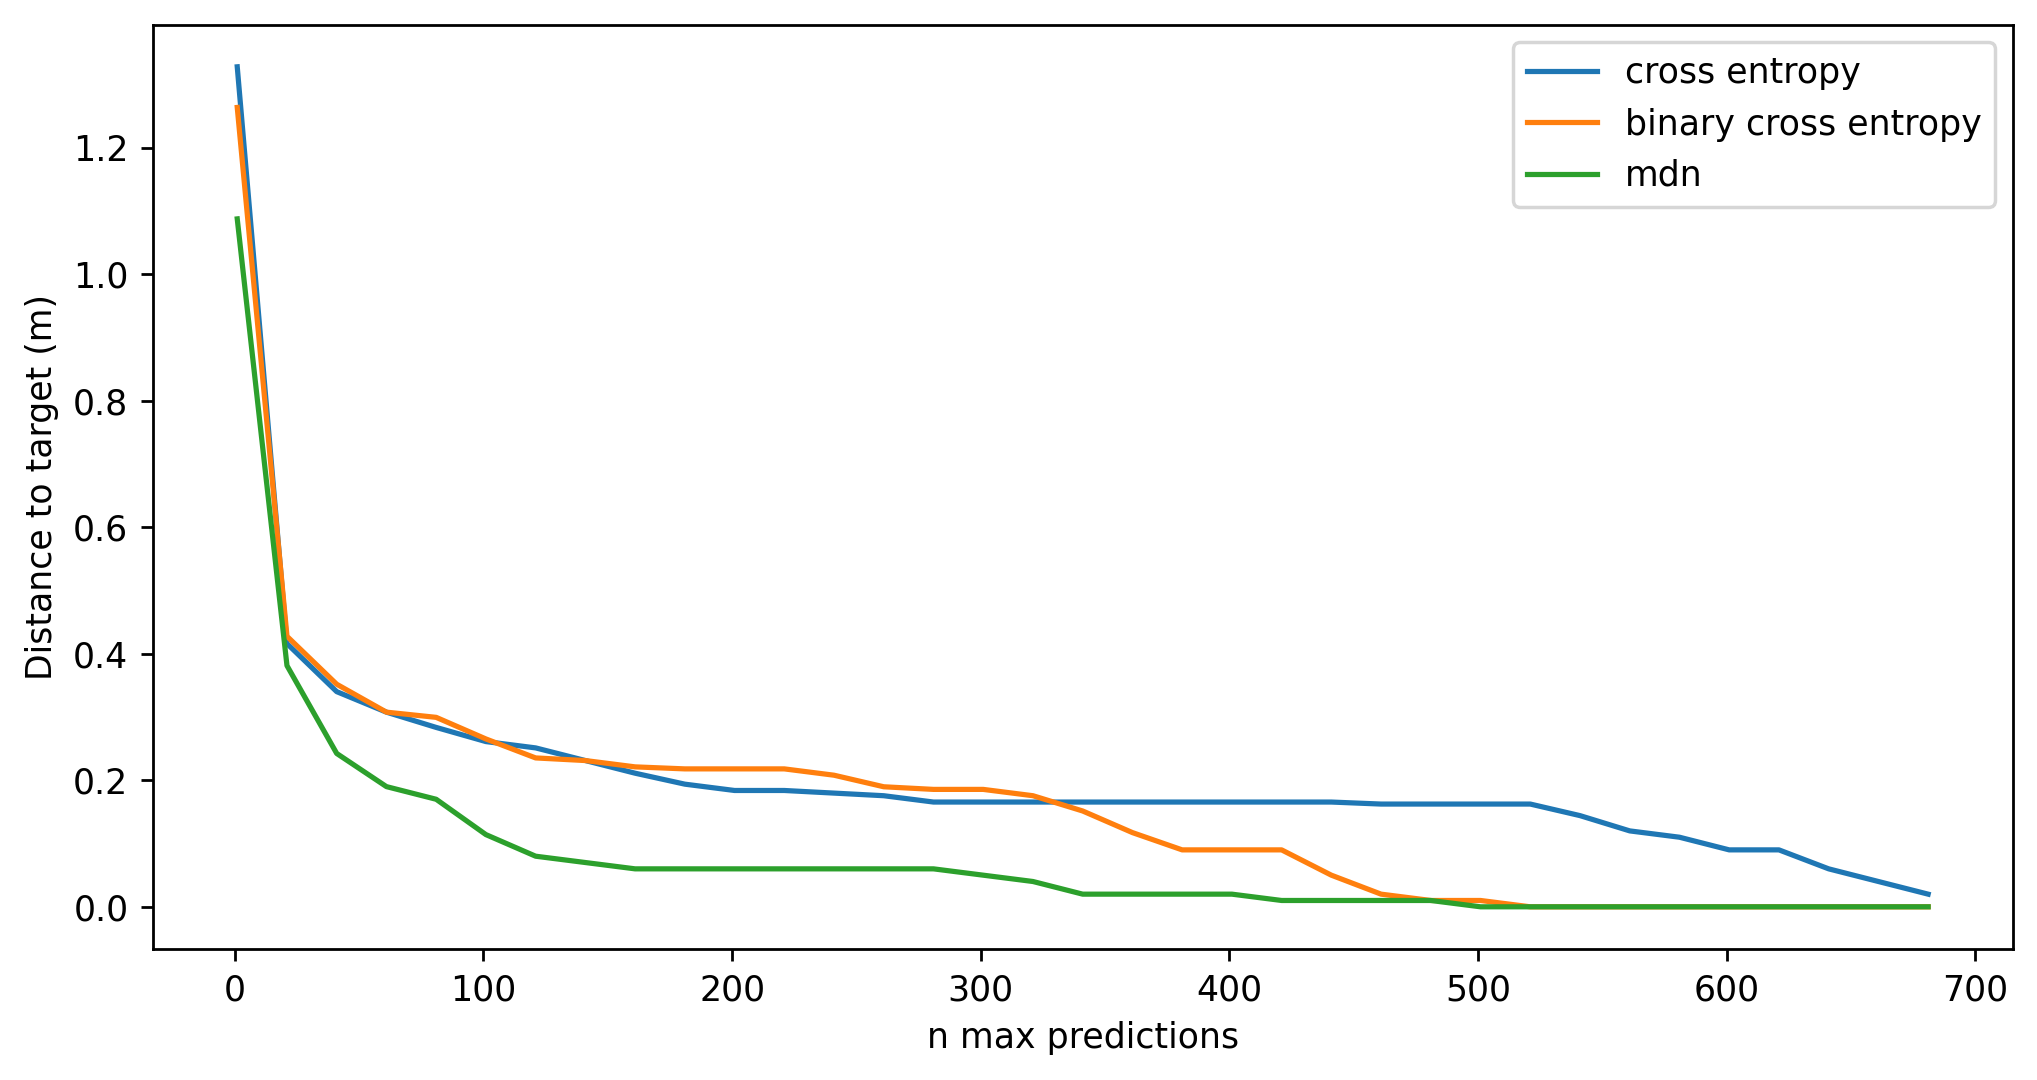 cross entropy
binary cross entropy
mdn
Distance to target (m)
1.2
1.0
0.8
0.6
0.4
0.2
0.0
0 100 200 300 400 500 600 700
n max predictions